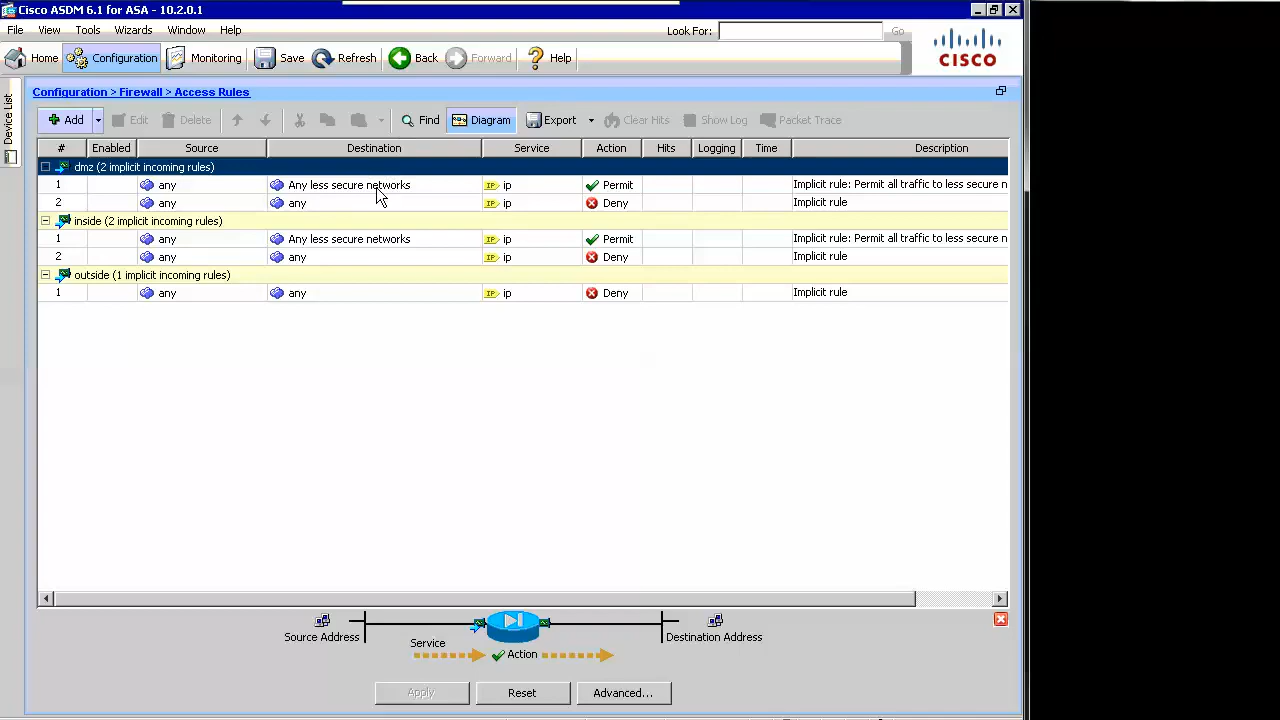 Cisco ASDM 6.1 for ASA - 10.2.0.1
File View Tools Wizards Window Help Look For: Go
Home Configuration Monitoring Save Refresh Back Forward Help
CISCO
Device List
Configuration > Firewall > Access Rules
Add Edit Delete Find Diagram Export Clear Hits Show Log Packet Trace
# Enabled Source Destination Service Action Hits Logging Time Description
dmz (2 implicit incoming rules)
1 any Any less secure networks IP ip Permit Implicit rule: Permit all traffic to less secure n
2 any any IP ip Deny Implicit rule
inside (2 implicit incoming rules)
1 any Any less secure networks IP ip Permit Implicit rule: Permit all traffic to less secure n
2 any any IP ip Deny Implicit rule
outside (1 implicit incoming rules)
1 any any IP ip Deny Implicit rule
Source Address Destination Address
Service
Action
Apply Reset Advanced...